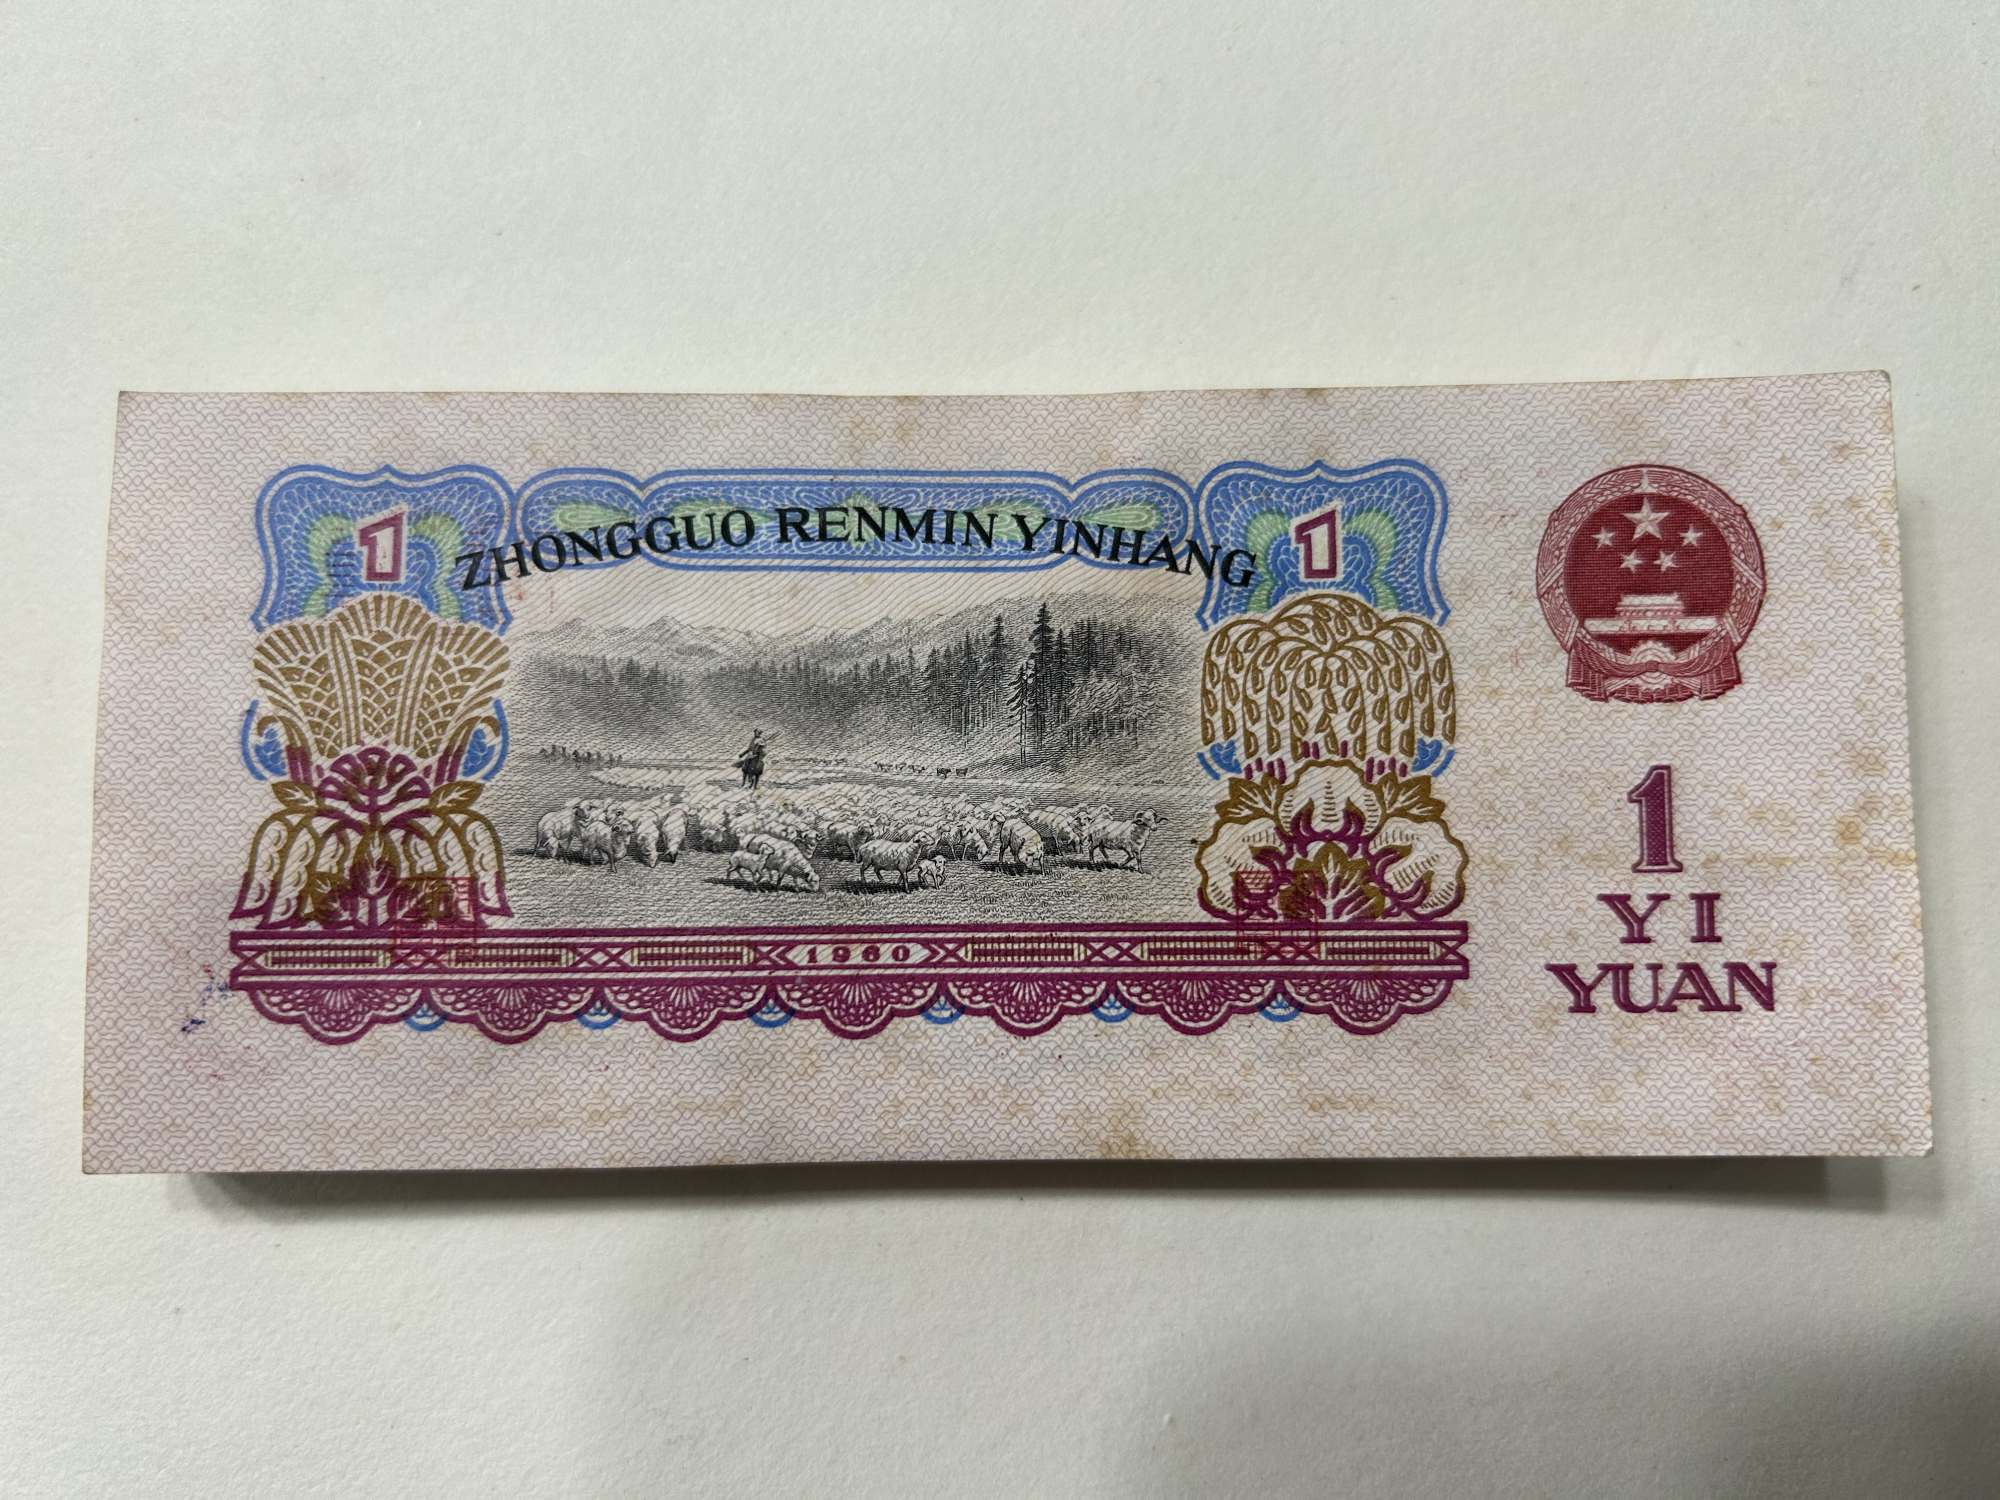 1
ZHONGGUO RENMIN YINHANG
1
1960
1
YI
YUAN